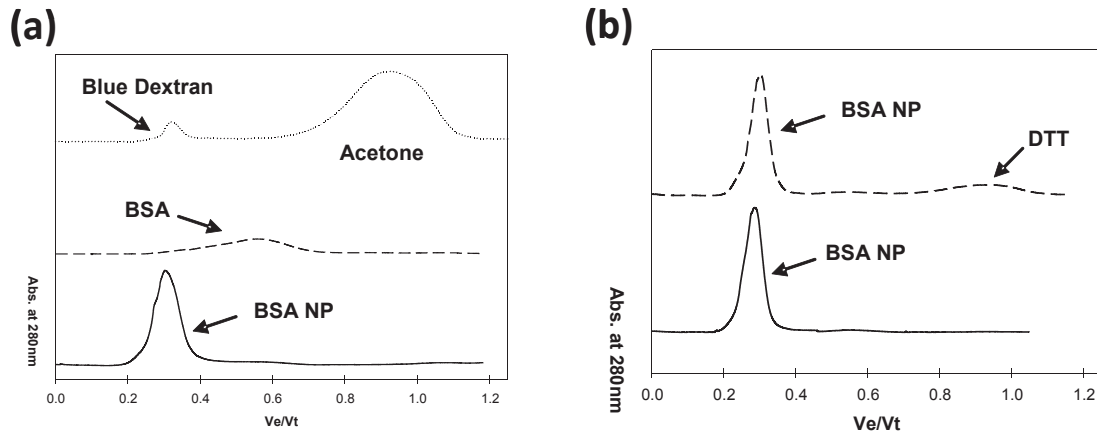 (a)
Blue Dextran
Acetone
BSA
BSA NP
Abs. at 280nm
0.0 0.2 0.4 0.6 0.8 1.0 1.2
Ve/Vt
(b)
BSA NP
DTT
BSA NP
Abs. at 280nm
0.0 0.2 0.4 0.6 0.8 1.0 1.2
Ve/Vt